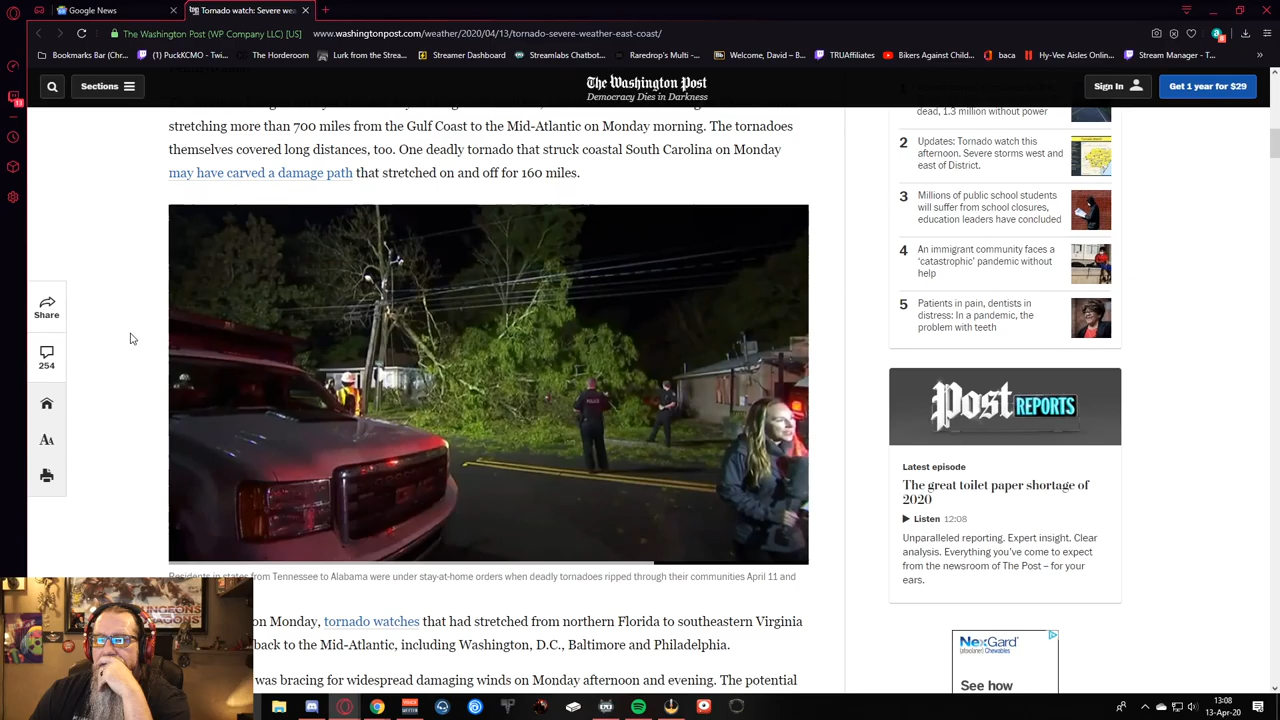 Tornado watch: Severe wea
The Washington Post (WP Company LLC) [US]
www.washingtonpost.com/weather/2020/04/13/tornado-severe-weather-east-coast/
Bookmarks Bar (Chr...
(1) PuckKCMO - Twi...
The Horderoom
Lurk from the Strea...
Streamer Dashboard
Streamlabs Chatbot...
Raredrop's Multi -...
Welcome, David – B...
TRUAffiliates
Bikers Against Child...
baca
Hy-Vee Aisles Onlin...
Stream Manager - T...
Sections
The Washington Post
Democracy Dies in Darkness
Sign In
Get 1 year for $29
stretching more than 700 miles from the Gulf Coast to the Mid-Atlantic on Monday morning. The tornadoes
themselves covered long distances, too. One deadly tornado that struck coastal South Carolina on Monday
may have carved a damage path that stretched on and off for 160 miles.
Share
254
AA
POLICE
Residents in states from Tennessee to Alabama were under stay-at-home orders when deadly tornadoes ripped through their communities April 11 and
on Monday, tornado watches that had stretched from northern Florida to southeastern Virginia
back to the Mid-Atlantic, including Washington, D.C., Baltimore and Philadelphia.
was bracing for widespread damaging winds on Monday afternoon and evening. The potential
1
dead, 1.3 million without power
2 Updates: Tornado watch this
afternoon. Severe storms west and
east of District.
3 Millions of public school students
will suffer from school closures,
education leaders have concluded
4 An immigrant community faces a
‘catastrophic’ pandemic without
help
5 Patients in pain, dentists in
distress: In a pandemic, the
problem with teeth
Post REPORTS
Latest episode
The great toilet paper shortage of
2020
Listen 12:08
Unparalleled reporting. Expert insight. Clear
analysis. Everything you’ve come to expect
from the newsroom of The Post – for your
ears.
NexGard
(afoxolaner) Chewables
See how
DRAGONS
13:08
13-Apr-20